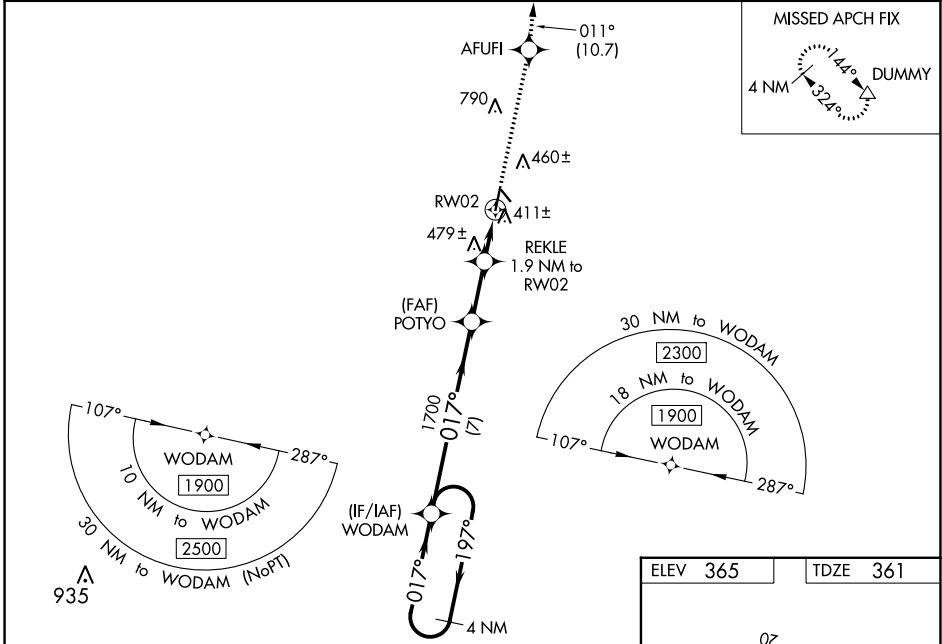 MISSED APCH FIX
4 NM
144°
324°
DUMMY
011°
(10.7)
AFUFI
790
460±
RW02
411±
479±
REKLE
1.9 NM to
RW02
(FAF)
POTYO
1700
017°
(7)
30 NM to WODAM
2300
18 NM to WODAM
1900
WODAM
107°
287°
107°
287°
WODAM
1900
10 NM to WODAM
2500
30 NM to WODAM (NoPT)
935
(IF/IAF)
WODAM
017°
197°
4 NM
ELEV 365
TDZE 361